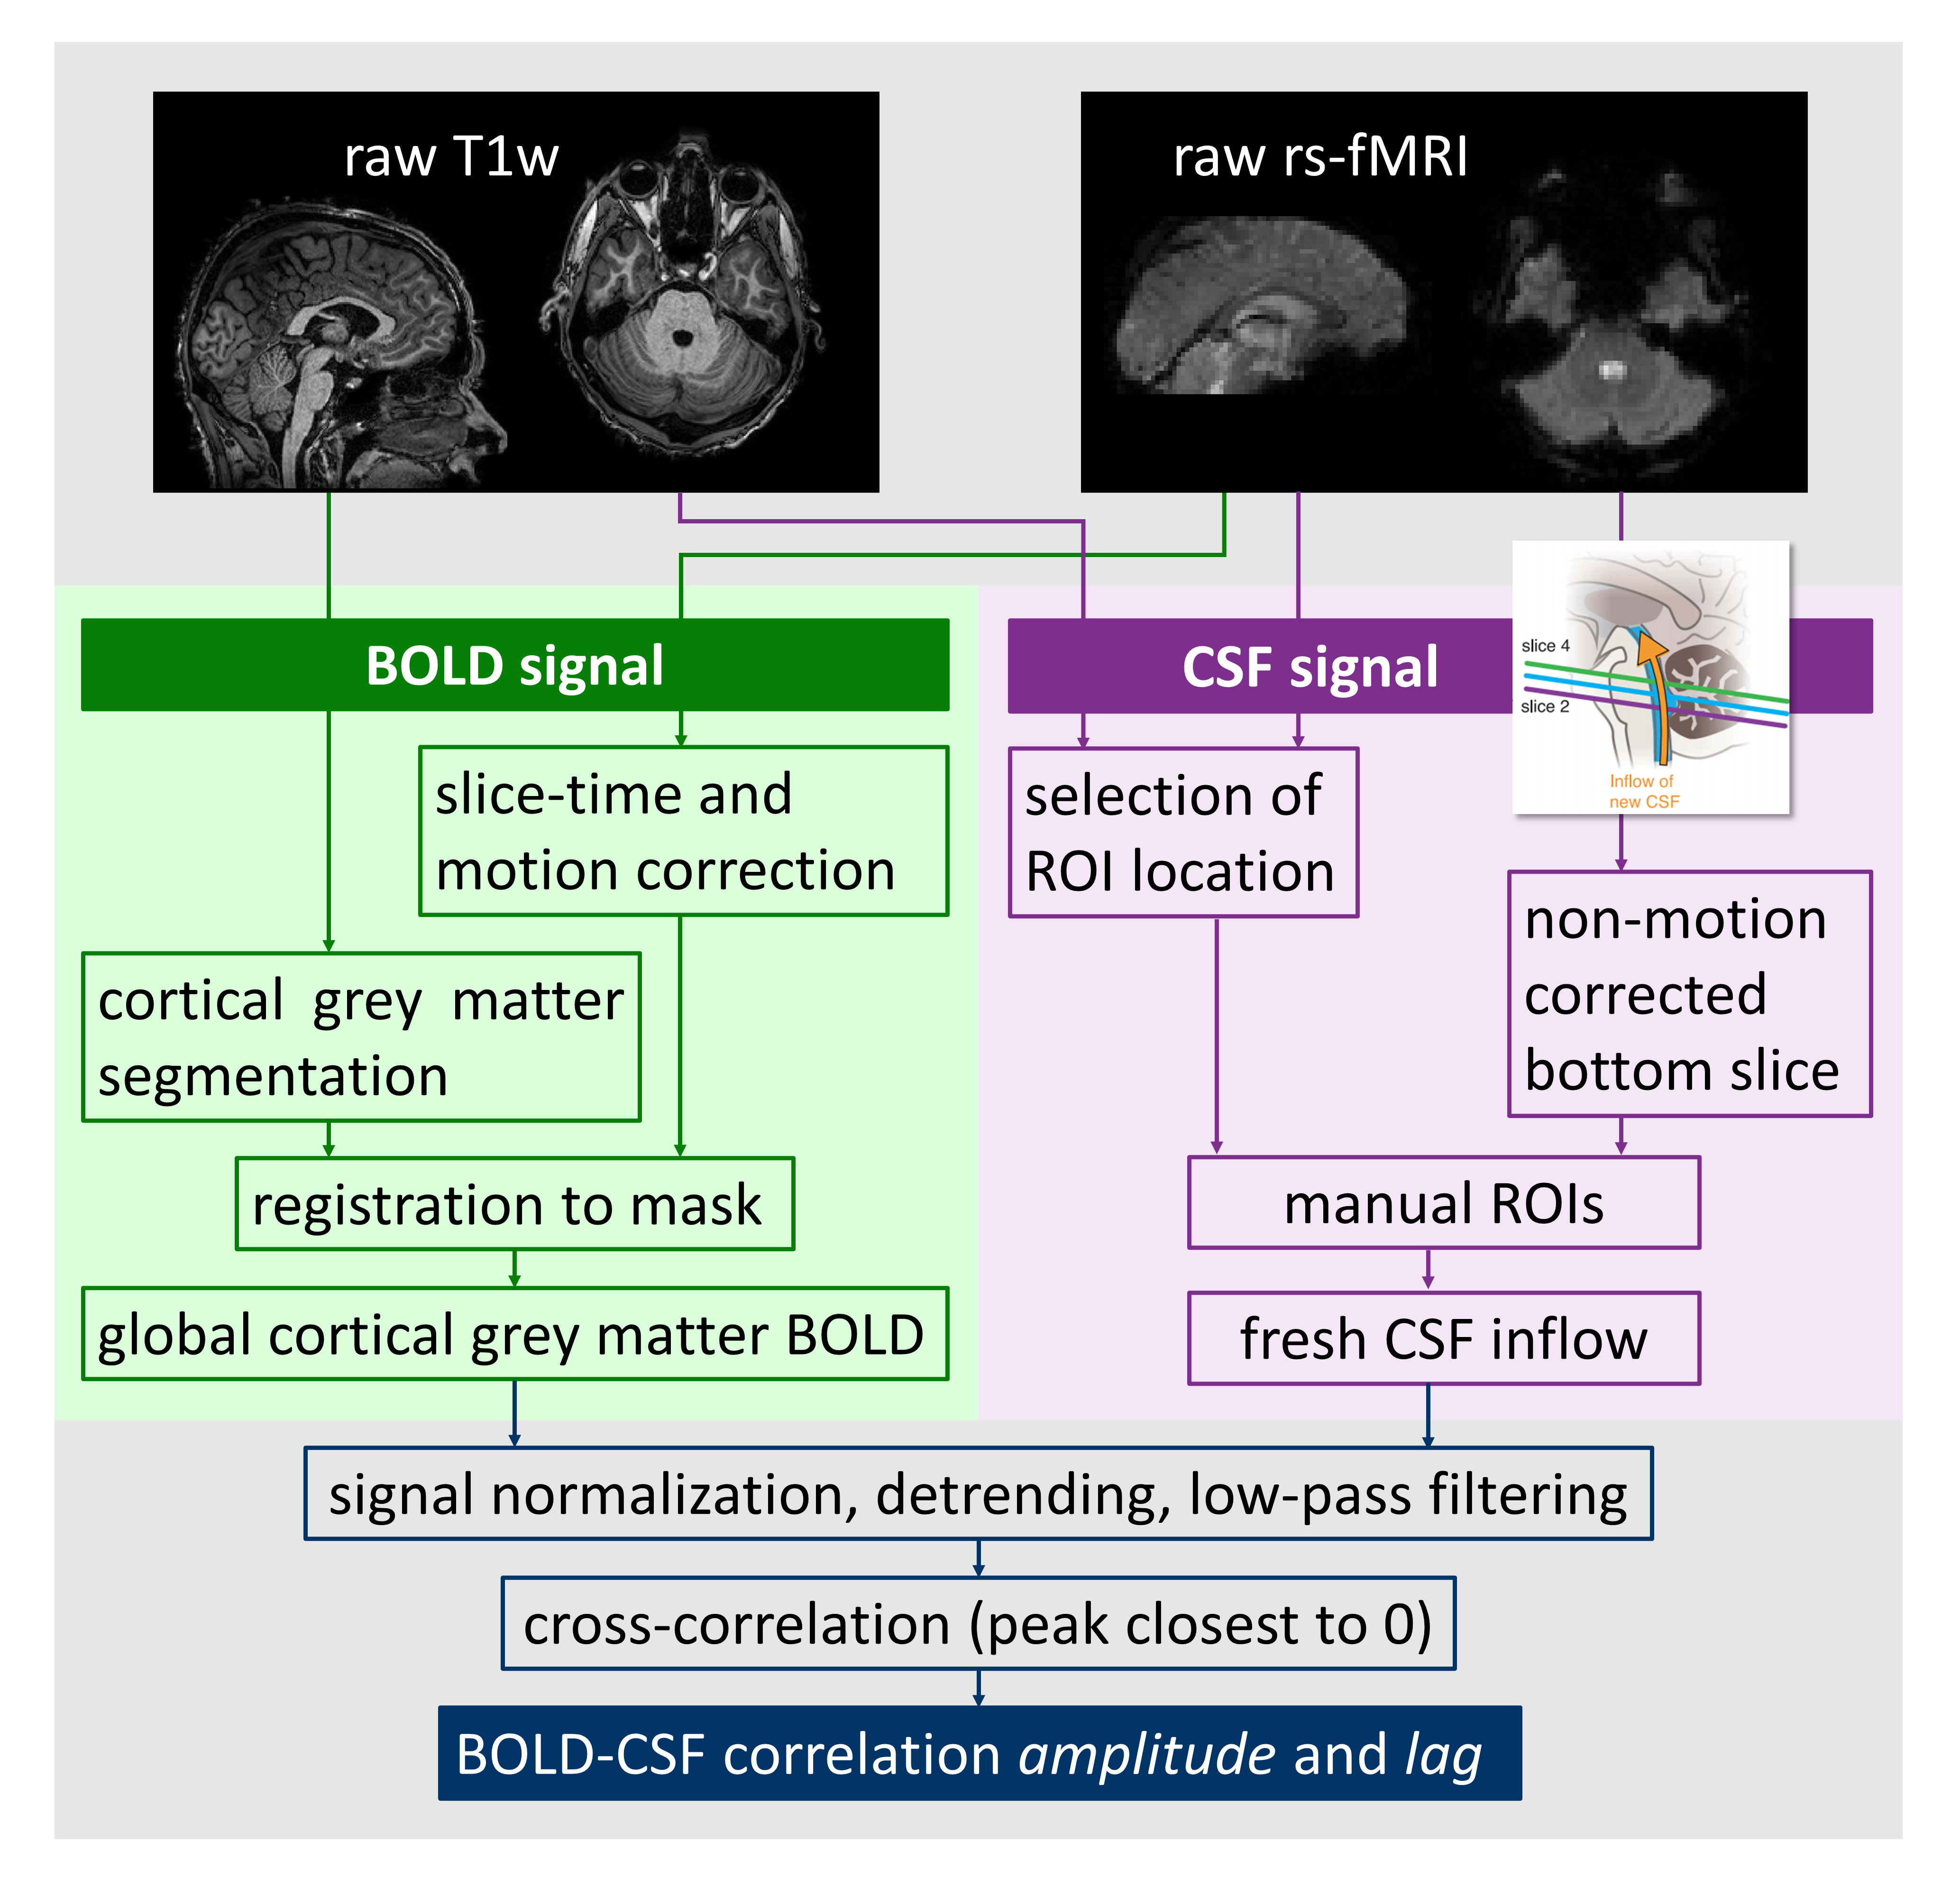 raw T1w
raw rs-fMRI
BOLD signal
CSF signal
slice 4
slice 2
Inflow of
new CSF
slice-time and
motion correction
selection of
ROI location
cortical grey matter
segmentation
non-motion
corrected
bottom slice
registration to mask
manual ROIs
global cortical grey matter BOLD
fresh CSF inflow
signal normalization, detrending, low-pass filtering
cross-correlation (peak closest to 0)
BOLD-CSF correlation amplitude and lag